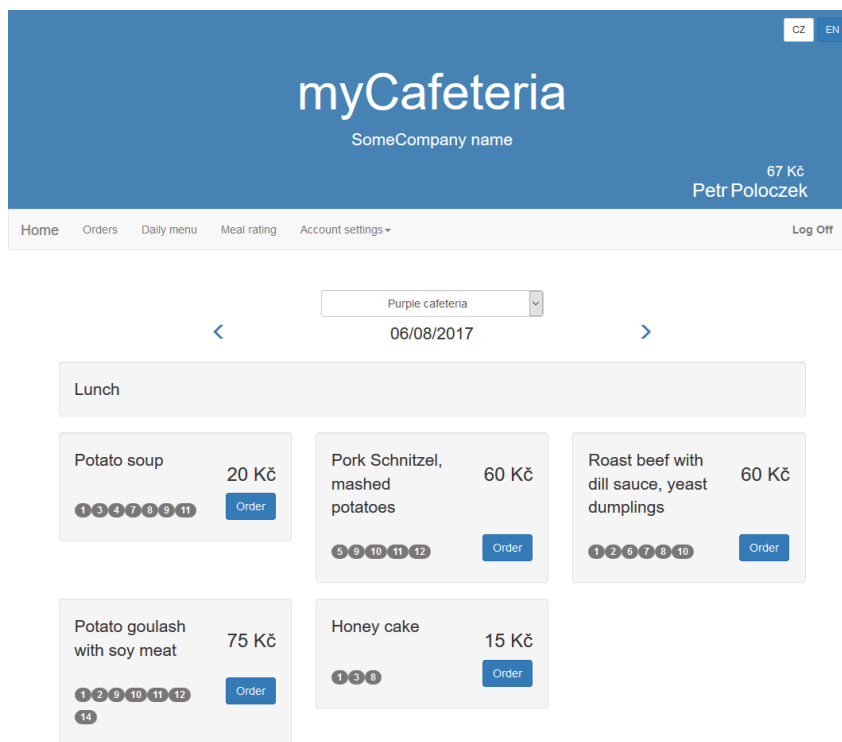 CZ EN
myCafeteria
SomeCompany name
67 Kč
Petr Poloczek
Home Orders Daily menu Meal rating Account settings Log Off
Purple cafeteria
06/08/2017
Lunch
Potato soup
20 Kč
1 3 4 7 8 9 11
Order
Pork Schnitzel,
mashed
potatoes
60 Kč
5 9 10 11 12
Order
Roast beef with
dill sauce, yeast
dumplings
60 Kč
1 2 6 7 8 10
Order
Potato goulash
with soy meat
75 Kč
1 2 9 10 11 12
14
Order
Honey cake
15 Kč
1 3 8
Order